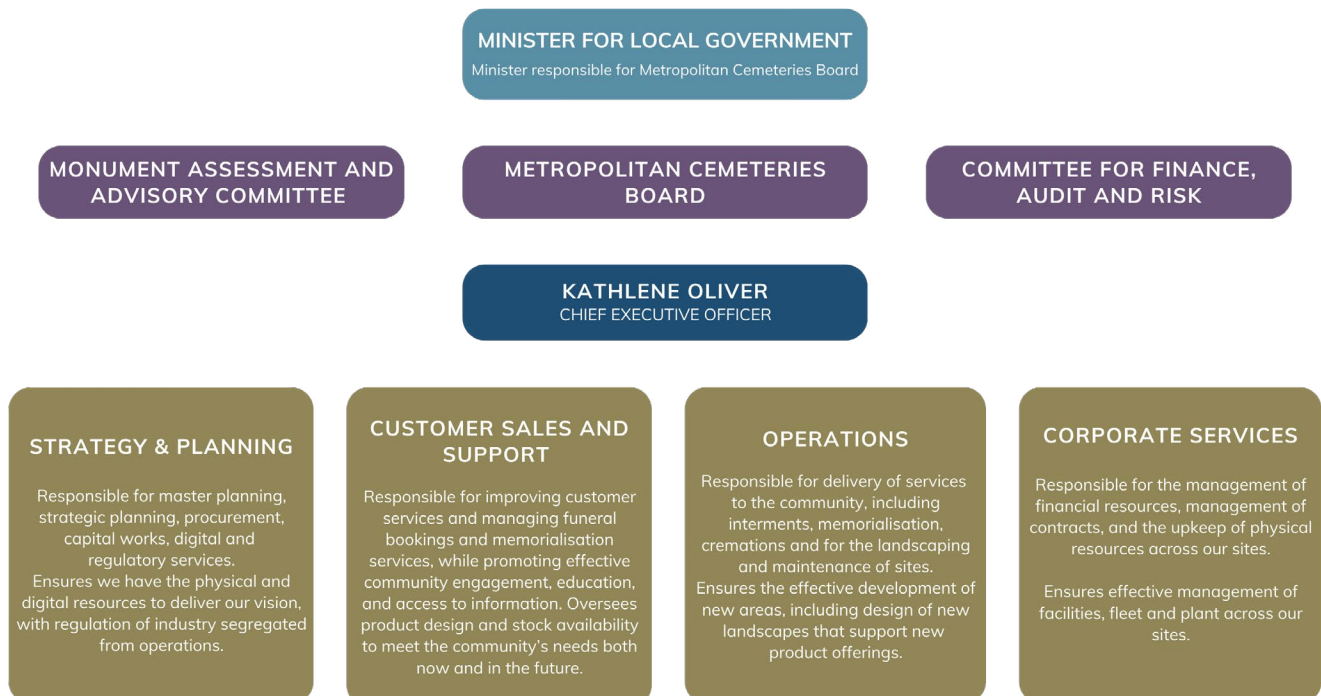 MINISTER FOR LOCAL GOVERNMENT
Minister responsible for Metropolitan Cemeteries Board
MONUMENT ASSESSMENT AND
ADVISORY COMMITTEE
METROPOLITAN CEMETERIES
BOARD
COMMITTEE FOR FINANCE,
AUDIT AND RISK
KATHLENE OLIVER
CHIEF EXECUTIVE OFFICER
STRATEGY & PLANNING
Responsible for master planning,
strategic planning, procurement,
capital works, digital and
regulatory services.
Ensures we have the physical and
digital resources to deliver our vision,
with regulation of industry segregated
from operations.
CUSTOMER SALES AND
SUPPORT
Responsible for improving customer
services and managing funeral
bookings and memorialisation
services, while promoting effective
community engagement, education,
and access to information. Oversees
product design and stock availability
to meet the community’s needs both
now and in the future.
OPERATIONS
Responsible for delivery of services
to the community, including
interments, memorialisation,
cremations and for the landscaping
and maintenance of sites.
Ensures the effective development of
new areas, including design of new
landscapes that support new
product offerings.
CORPORATE SERVICES
Responsible for the management of
financial resources, management of
contracts, and the upkeep of physical
resources across our sites.
Ensures effective management of
facilities, fleet and plant across our
sites.